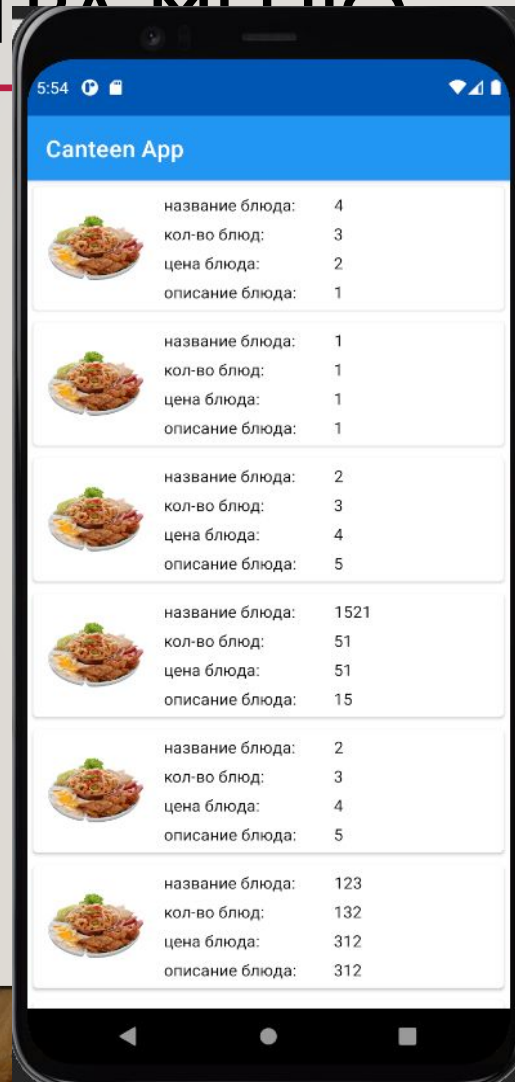 5:54
Canteen App
название блюда: 4
кол-во блюд: 3
цена блюда: 2
описание блюда: 1
название блюда: 1
кол-во блюд: 1
цена блюда: 1
описание блюда: 1
название блюда: 2
кол-во блюд: 3
цена блюда: 4
описание блюда: 5
название блюда: 1521
кол-во блюд: 51
цена блюда: 51
описание блюда: 15
название блюда: 2
кол-во блюд: 3
цена блюда: 4
описание блюда: 5
название блюда: 123
кол-во блюд: 132
цена блюда: 312
описание блюда: 312